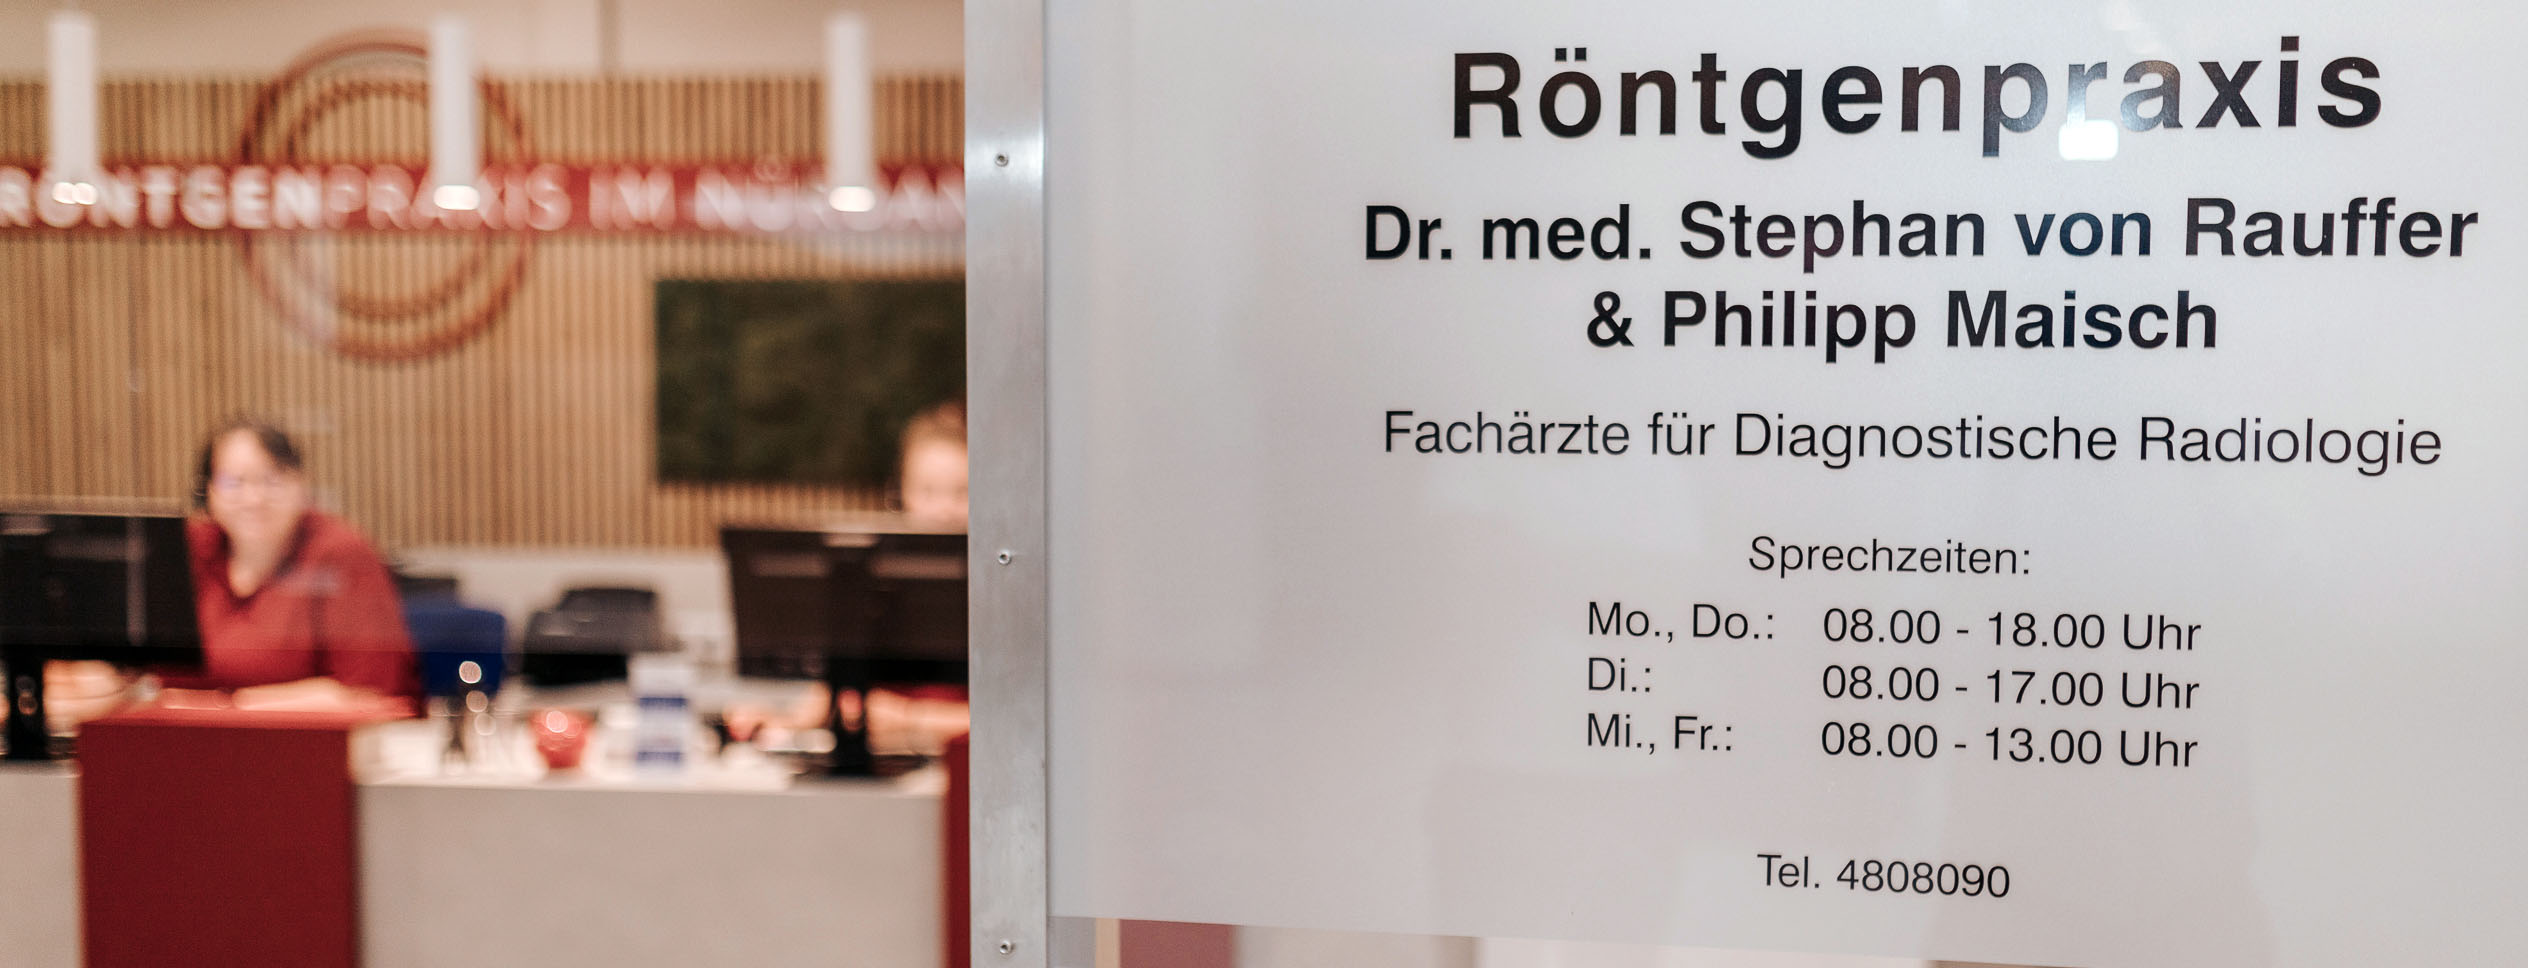 RÖNTGENPRAXIS IM
Röntgenpraxis
Dr. med. Stephan von Rauffer
& Philipp Maisch
Fachärzte für Diagnostische Radiologie
Sprechzeiten:
Mo., Do.: 08.00 - 18.00 Uhr
Di.: 08.00 - 17.00 Uhr
Mi., Fr.: 08.00 - 13.00 Uhr
Tel. 4808090